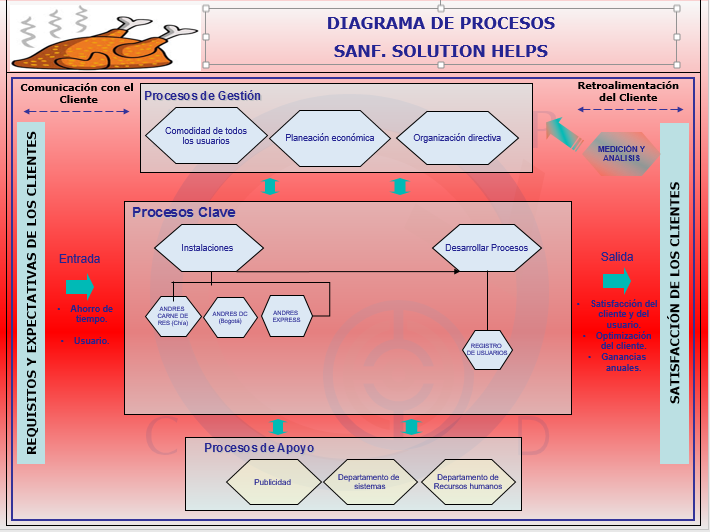 DIAGRAMA DE PROCESOS
SANF. SOLUTION HELPS
Comunicación con el
Cliente
Retroalimentación
del Cliente
Procesos de Gestión
Comodidad de todos
los usuarios
Planeación económica
Organización directiva
MEDICIÓN Y
ANALISIS
REQUISITOS Y EXPECTATIVAS DE LOS CLIENTES
Procesos Clave
Instalaciones
Desarrollar Procesos
Entrada
• Ahorro de
tiempo.
• Usuario.
ANDRES
CARNE DE
RES (Chía)
ANDRES DC
(Bogotá)
ANDRES
EXPRESS
REGISTRO
DE USUARIOS
Salida
• Satisfacción del
cliente y del
usuario.
• Optimización
del cliente.
• Ganancias
anuales.
SATISFACCIÓN DE LOS CLIENTES
Procesos de Apoyo
Publicidad
Departamento de
sistemas
Departamento de
Recursos humanos